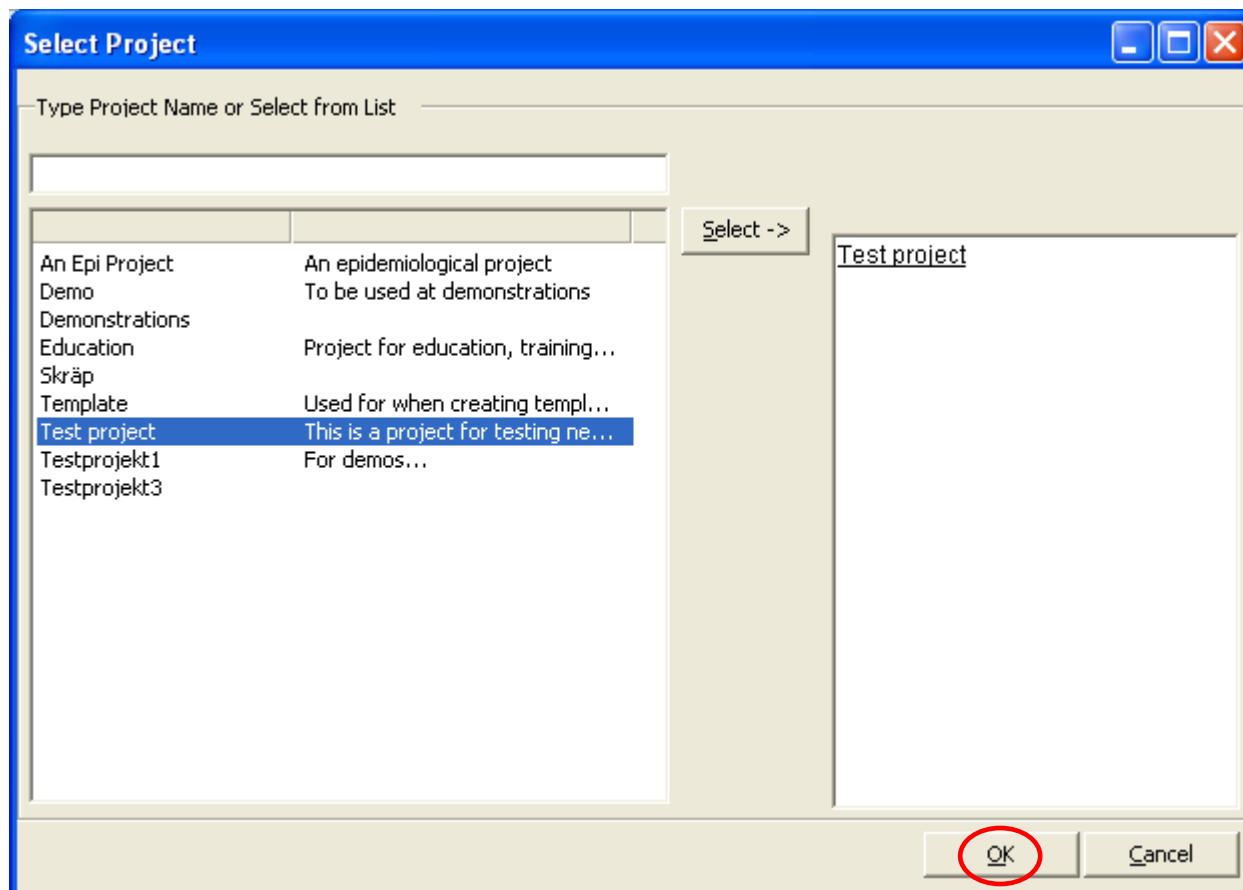 Select Project
Type Project Name or Select from List
Select ->
An Epi Project An epidemiological project
Demo To be used at demonstrations
Demonstrations
Education Project for education, training...
Skräp
Template Used for when creating templ...
Test project This is a project for testing ne...
Testprojekt1 For demos...
Testprojekt3
Test project
OK Cancel